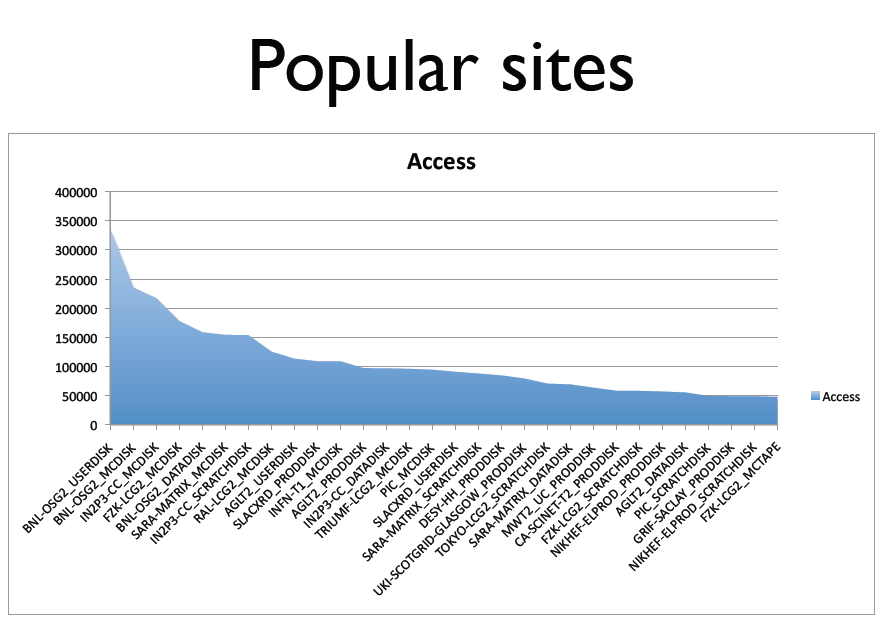 Popular sites
Access
400000
350000
300000
250000
200000
150000
100000
50000
0
Access
BNL-OSG2_USERDISK
BNL-OSG2_MCDISK
IN2P3-CC_MCDISK
FZK-LCG2_MCDISK
BNL-OSG2_DATADISK
SARA-MATRIX_MCDISK
IN2P3-CC_SCRATCHDISK
RAL-LCG2_MCDISK
AGLT2_USERDISK
SLACXRD_PRODDISK
INFN-T1_MCDISK
AGLT2_PRODDISK
IN2P3-CC_DATADISK
TRIUMF-LCG2_MCDISK
PIC_MCDISK
SLACXRD_USERDISK
SARA-MATRIX_SCRATCHDISK
DESY-HH_PRODDISK
UKI-SCOTGRID-GLASGOW_PRODDISK
TOKYO-LCG2_SCRATCHDISK
SARA-MATRIX_DATADISK
MWT2_UC_PRODDISK
CA-SCINET-T2_PRODDISK
FZK-LCG2_SCRATCHDISK
NIKHEF-ELPROD_PRODDISK
AGLT2_DATADISK
PIC_SCRATCHDISK
GRIF-SACLAY_PRODDISK
NIKHEF-ELPROD_SCRATCHDISK
FZK-LCG2_MCTAPE